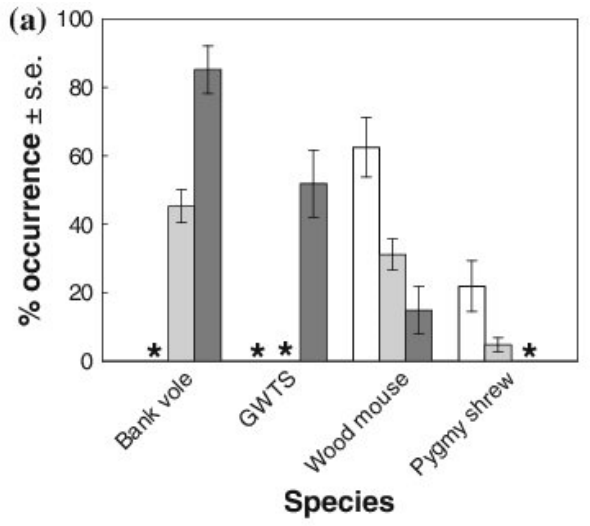 (a)
% occurrence ± s.e.
100
80
60
40
20
0
* * * *
Bank vole
GWTS
Wood mouse
Pygmy shrew
Species